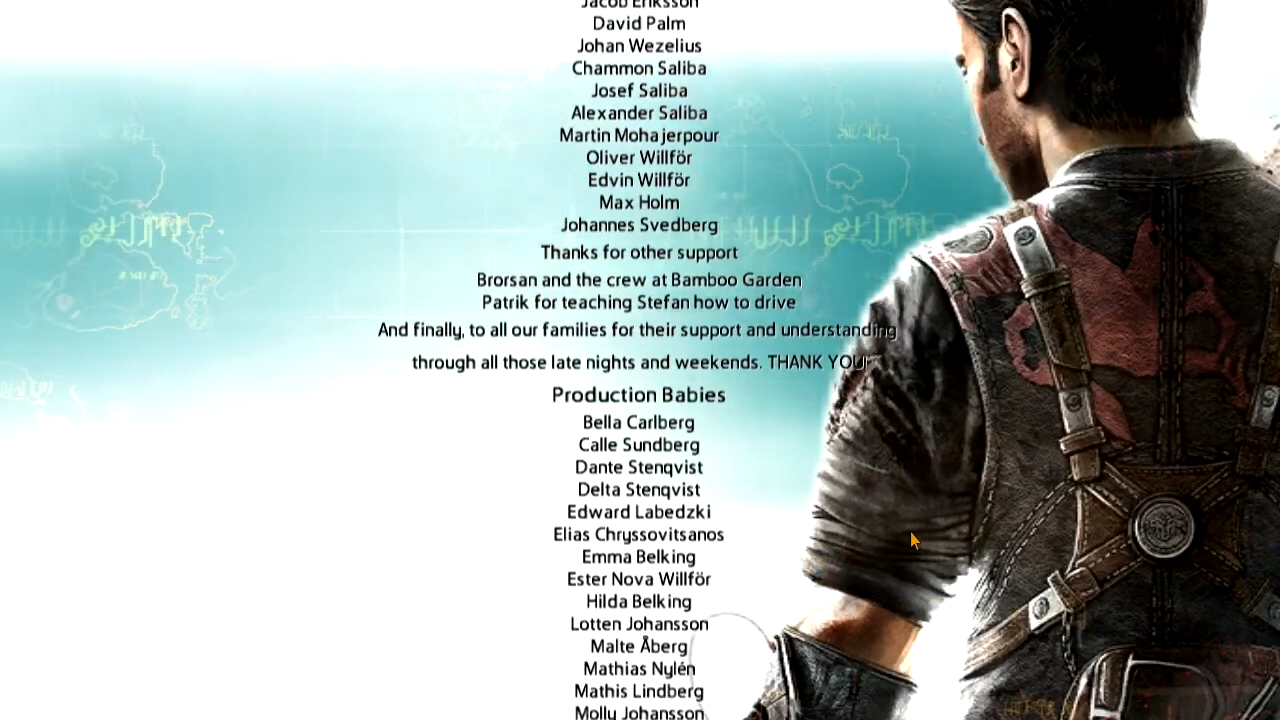 Jacob Eriksson
David Palm
Johan Wezelius
Chammon Saliba
Josef Saliba
Alexander Saliba
Martin Mohajerpour
Oliver Willför
Edvin Willför
Max Holm
Johannes Svedberg
Thanks for other support
Brorsan and the crew at Bamboo Garden
Patrik for teaching Stefan how to drive
And finally, to all our families for their support and understanding
through all those late nights and weekends. THANK YOU!
Production Babies
Bella Carlberg
Calle Sundberg
Dante Stenqvist
Delta Stenqvist
Edward Labedzki
Elias Chryssovitsanos
Emma Belking
Ester Nova Willför
Hilda Belking
Lotten Johansson
Malte Åberg
Mathias Nylén
Mathis Lindberg
Molly Johansson